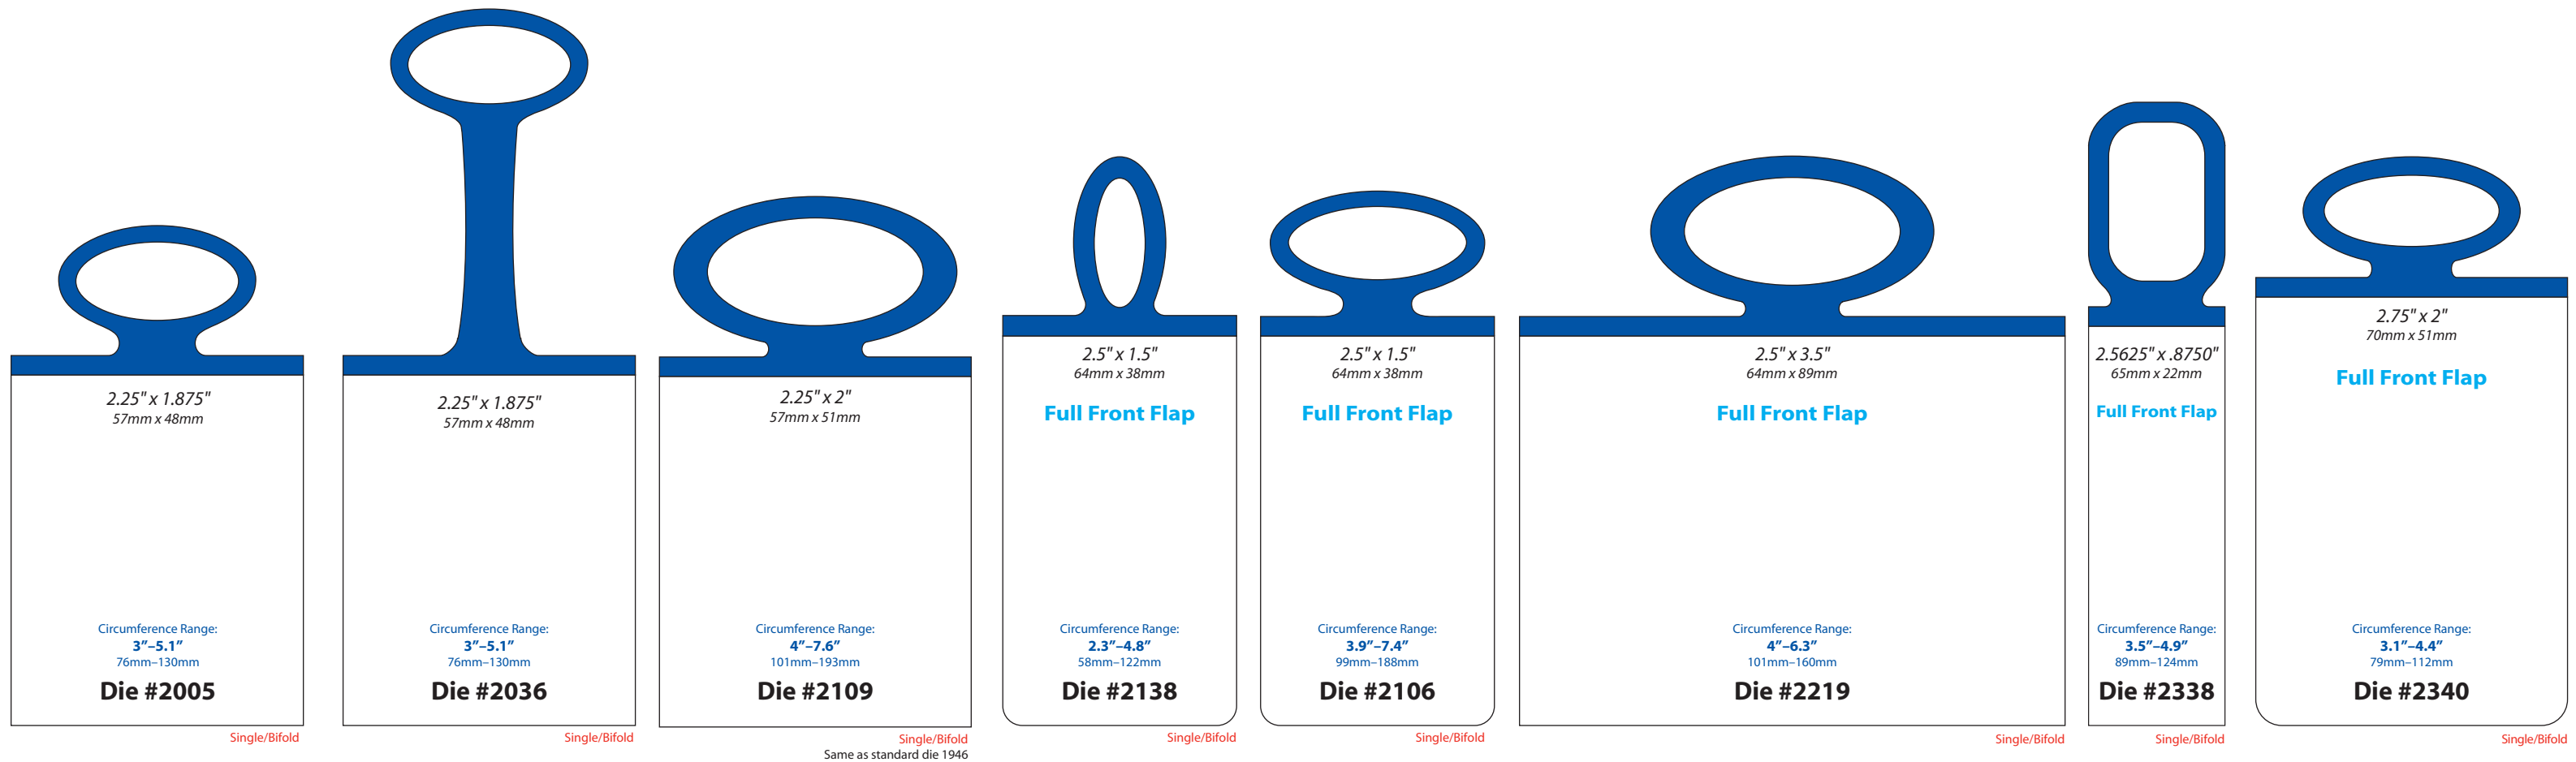 2.25" x 1.875"
57mm x 48mm
Circumference Range:
3”–5.1”
76mm–130mm
Die #2005
Single/Bifold
2.25" x 1.875"
57mm x 48mm
Circumference Range:
3”–5.1”
76mm–130mm
Die #2036
Single/Bifold
2.25" x 2"
57mm x 51mm
Circumference Range:
4”–7.6”
101mm–193mm
Die #2109
Single/Bifold
Same as standard die 1946
2.5" x 1.5"
64mm x 38mm
Full Front Flap
Circumference Range:
2.3”–4.8”
58mm–122mm
Die #2138
Single/Bifold
2.5" x 1.5"
64mm x 38mm
Full Front Flap
Circumference Range:
3.9”–7.4”
99mm–188mm
Die #2106
Single/Bifold
2.5" x 3.5"
64mm x 89mm
Full Front Flap
Circumference Range:
4”–6.3”
101mm–160mm
Die #2219
Single/Bifold
2.5625" x .8750"
65mm x 22mm
Full Front Flap
Circumference Range:
3.5”–4.9”
89mm–124mm
Die #2338
Single/Bifold
2.75" x 2"
70mm x 51mm
Full Front Flap
Circumference Range:
3.1”–4.4”
79mm–112mm
Die #2340
Single/Bifold